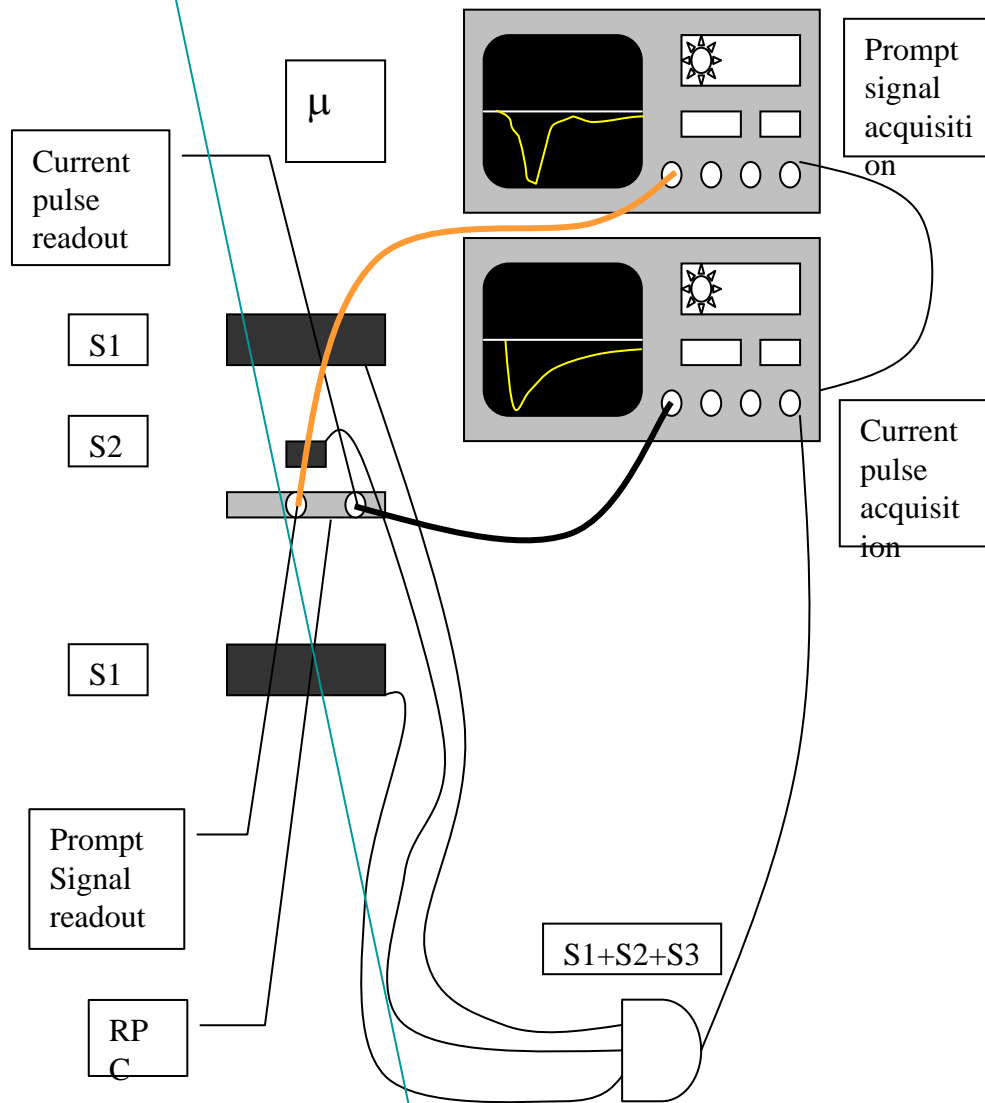 μ
Prompt
signal
acquisiti
on
Current
pulse
readout
S1
S2
Current
pulse
acquisit
ion
S1
Prompt
Signal
readout
S1+S2+S3
RP
C